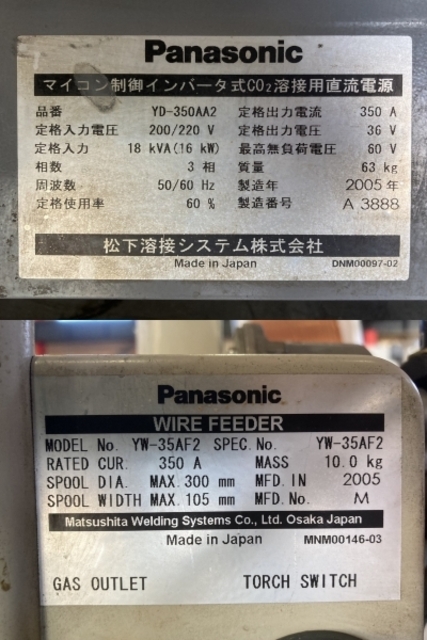 Panasonic
マイコン制御インバータ式CO₂溶接用直流電源
品番 YD-350AA2 定格出力電流 350 A
定格入力電圧 200/220 V 定格出力電圧 36 V
定格入力 18 kVA(16 kW) 最高無負荷電圧 60 V
相数 3 相 質量 63 kg
周波数 50/60 Hz 製造年 2005 年
定格使用率 60 % 製造番号 A 3888
松下溶接システム株式会社
Made in Japan DNM00097-02
Panasonic
WIRE FEEDER
MODEL No. YW-35AF2 SPEC.No. YW-35AF2
RATED CUR. 350 A MASS 10.0 kg
SPOOL DIA. MAX.300 mm MFD.IN 2005
SPOOL WIDTH MAX.105 mm MFD.No. M
Matsushita Welding Systems Co., Ltd. Osaka Japan
Made in Japan MNM00146-03
GAS OUTLET TORCH SWITCH